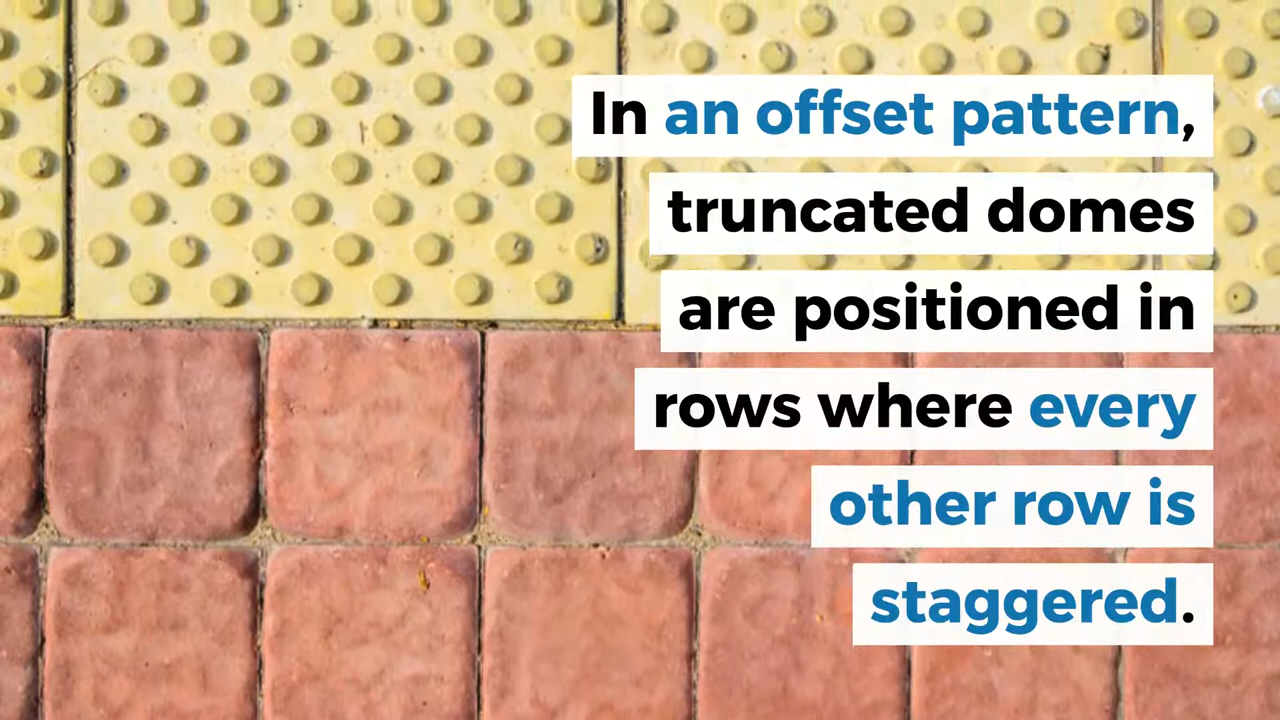 In an offset pattern,
truncated domes
are positioned in
rows where every
other row is
staggered.